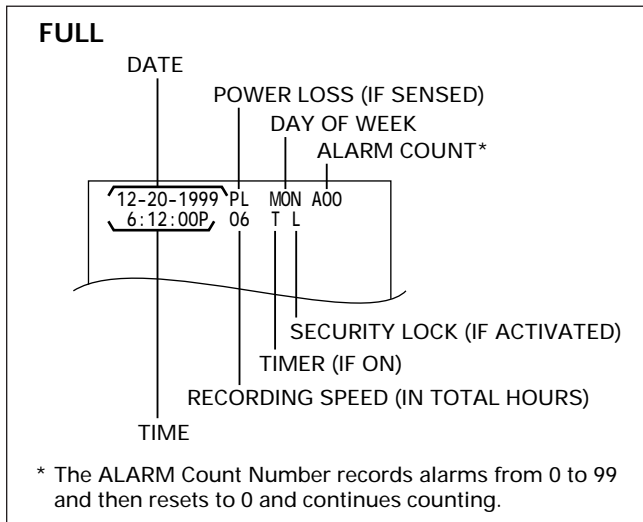 FULL
DATE
POWER LOSS (IF SENSED)
DAY OF WEEK
ALARM COUNT*
12-20-1999 PL MON A00
6:12:00P 06 T L
SECURITY LOCK (IF ACTIVATED)
TIMER (IF ON)
RECORDING SPEED (IN TOTAL HOURS)
TIME
* The ALARM Count Number records alarms from 0 to 99
and then resets to 0 and continues counting.